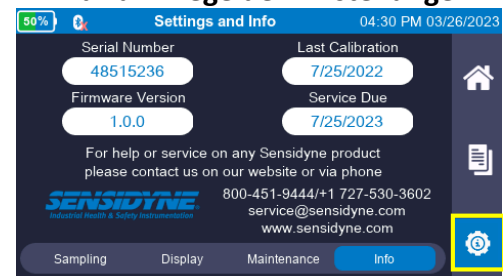 50% Settings and Info 04:30 PM 03/26/2023
Serial Number Last Calibration
48515236 7/25/2022
Firmware Version Service Due
1.0.0 7/25/2023
For help or service on any Sensidyne product
please contact us on our website or via phone
SENSIDYNE
Industrial Health & Safety Instrumentation
800-451-9444/+1 727-530-3602
service@sensidyne.com
www.sensidyne.com
Sampling Display Maintenance Info